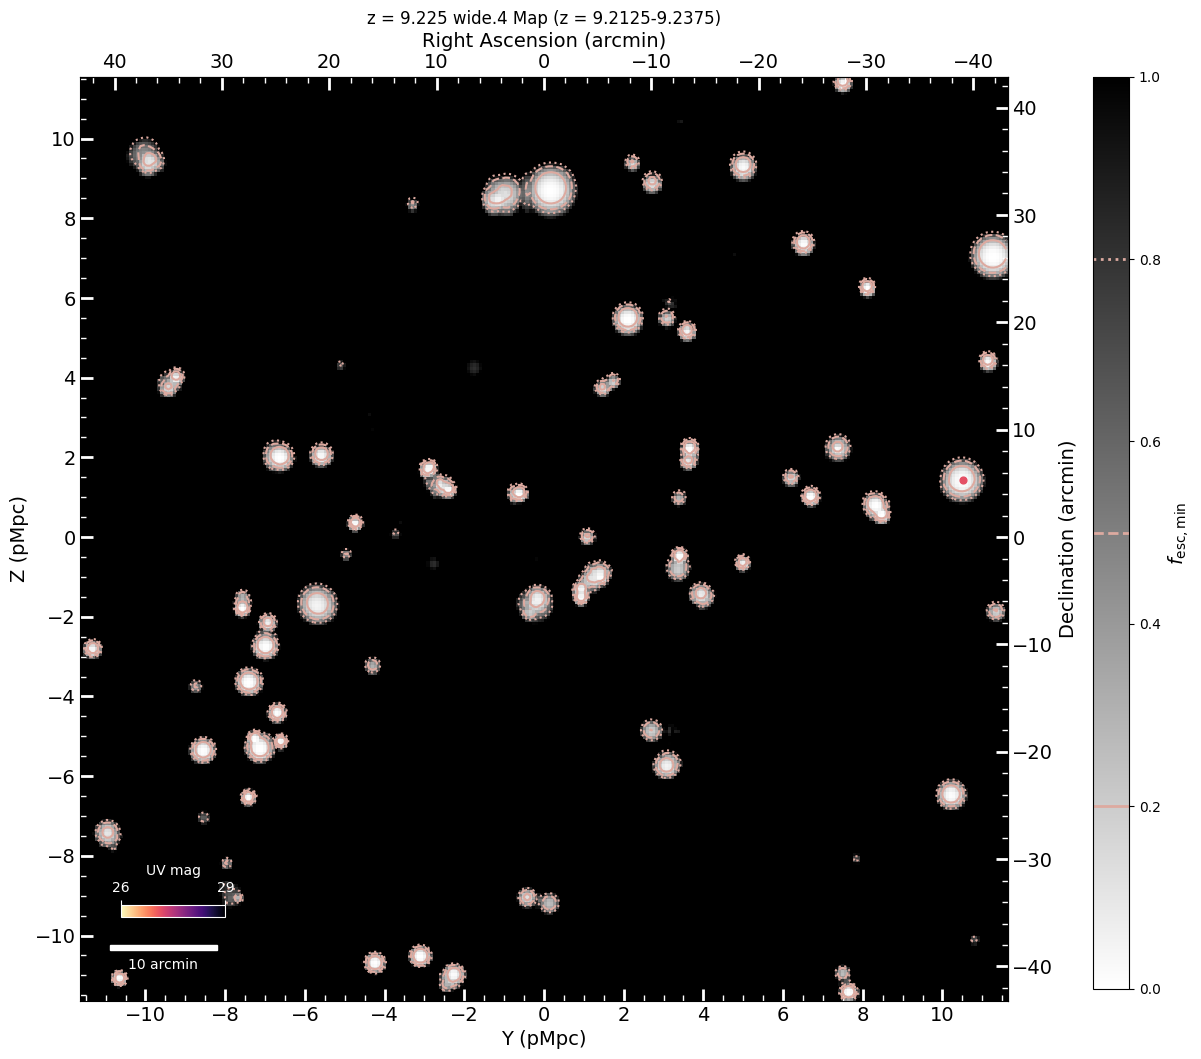 z = 9.225 wide.4 Map (z = 9.2125-9.2375)
Right Ascension (arcmin)
40 30 20 10 0 −10 −20 −30 −40
10
8
6
4
2
0
−2
−4
−6
−8
−10
Z (pMpc)
40
30
20
10
0
−10
−20
−30
−40
Declination (arcmin)
1.0
0.8
0.6
0.4
0.2
0.0
fesc, min
UV mag
26 29
10 arcmin
−10 −8 −6 −4 −2 0 2 4 6 8 10
Y (pMpc)